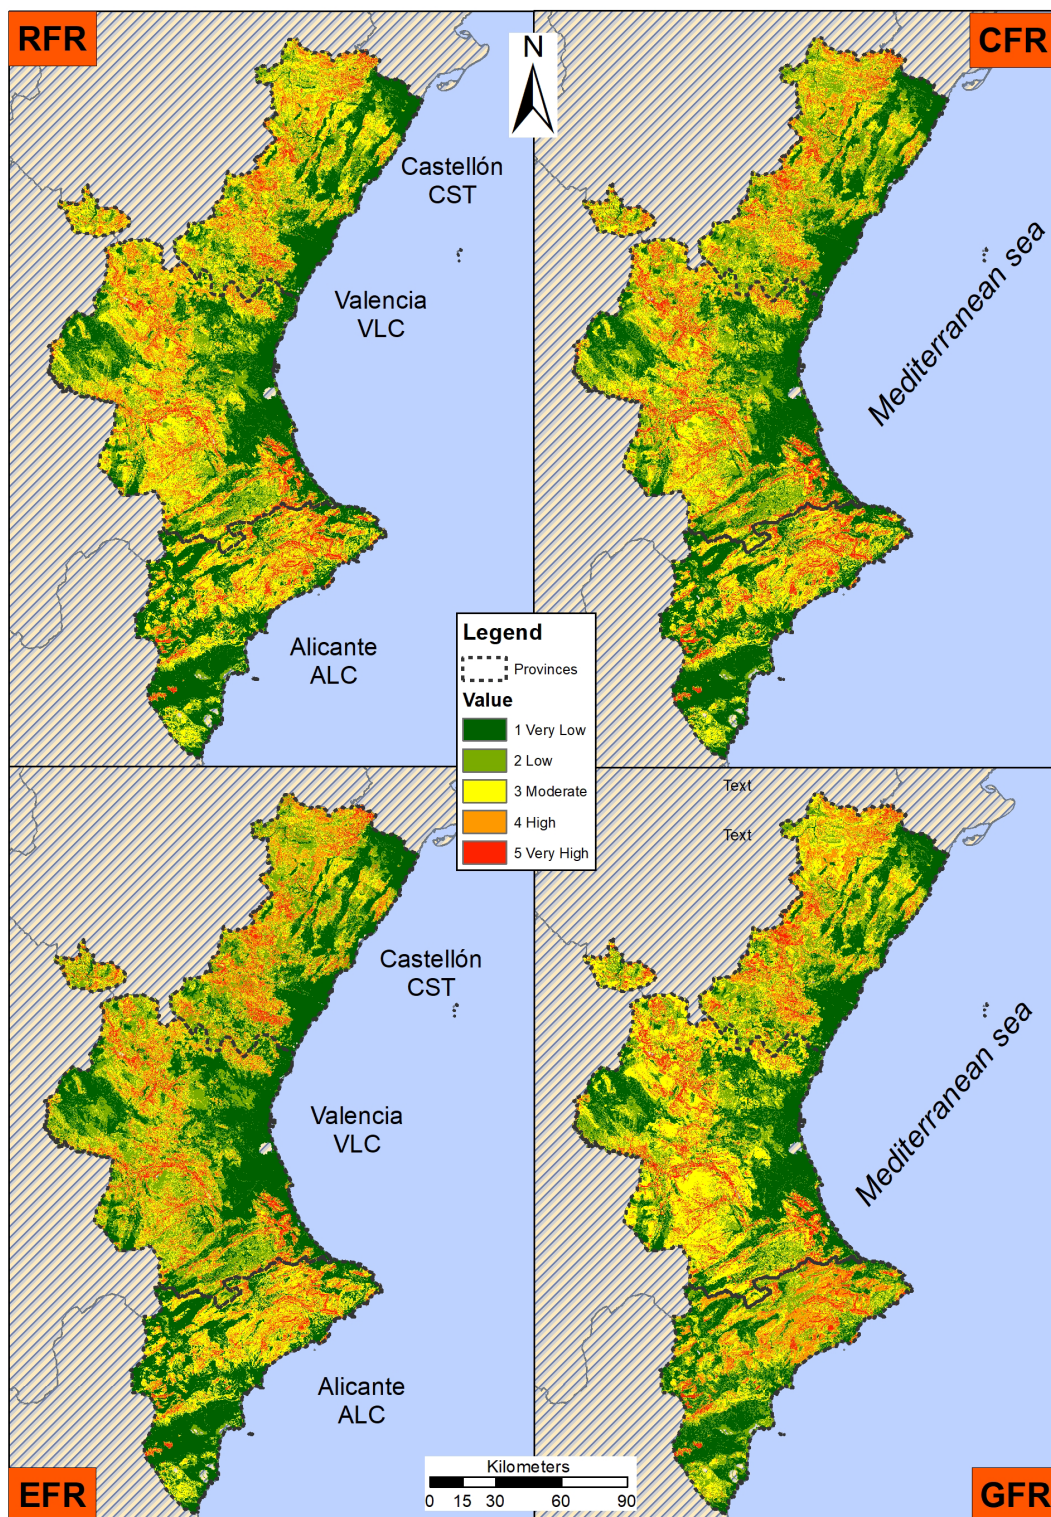 RFR
CFR
N
Castellón
CST
Valencia
VLC
Mediterranean sea
Alicante
ALC
Legend
Provinces
Value
1 Very Low
2 Low
3 Moderate
4 High
5 Very High
Text
Text
Castellón
CST
Valencia
VLC
Mediterranean sea
Alicante
ALC
Kilometers
0 15 30 60 90
EFR
GFR